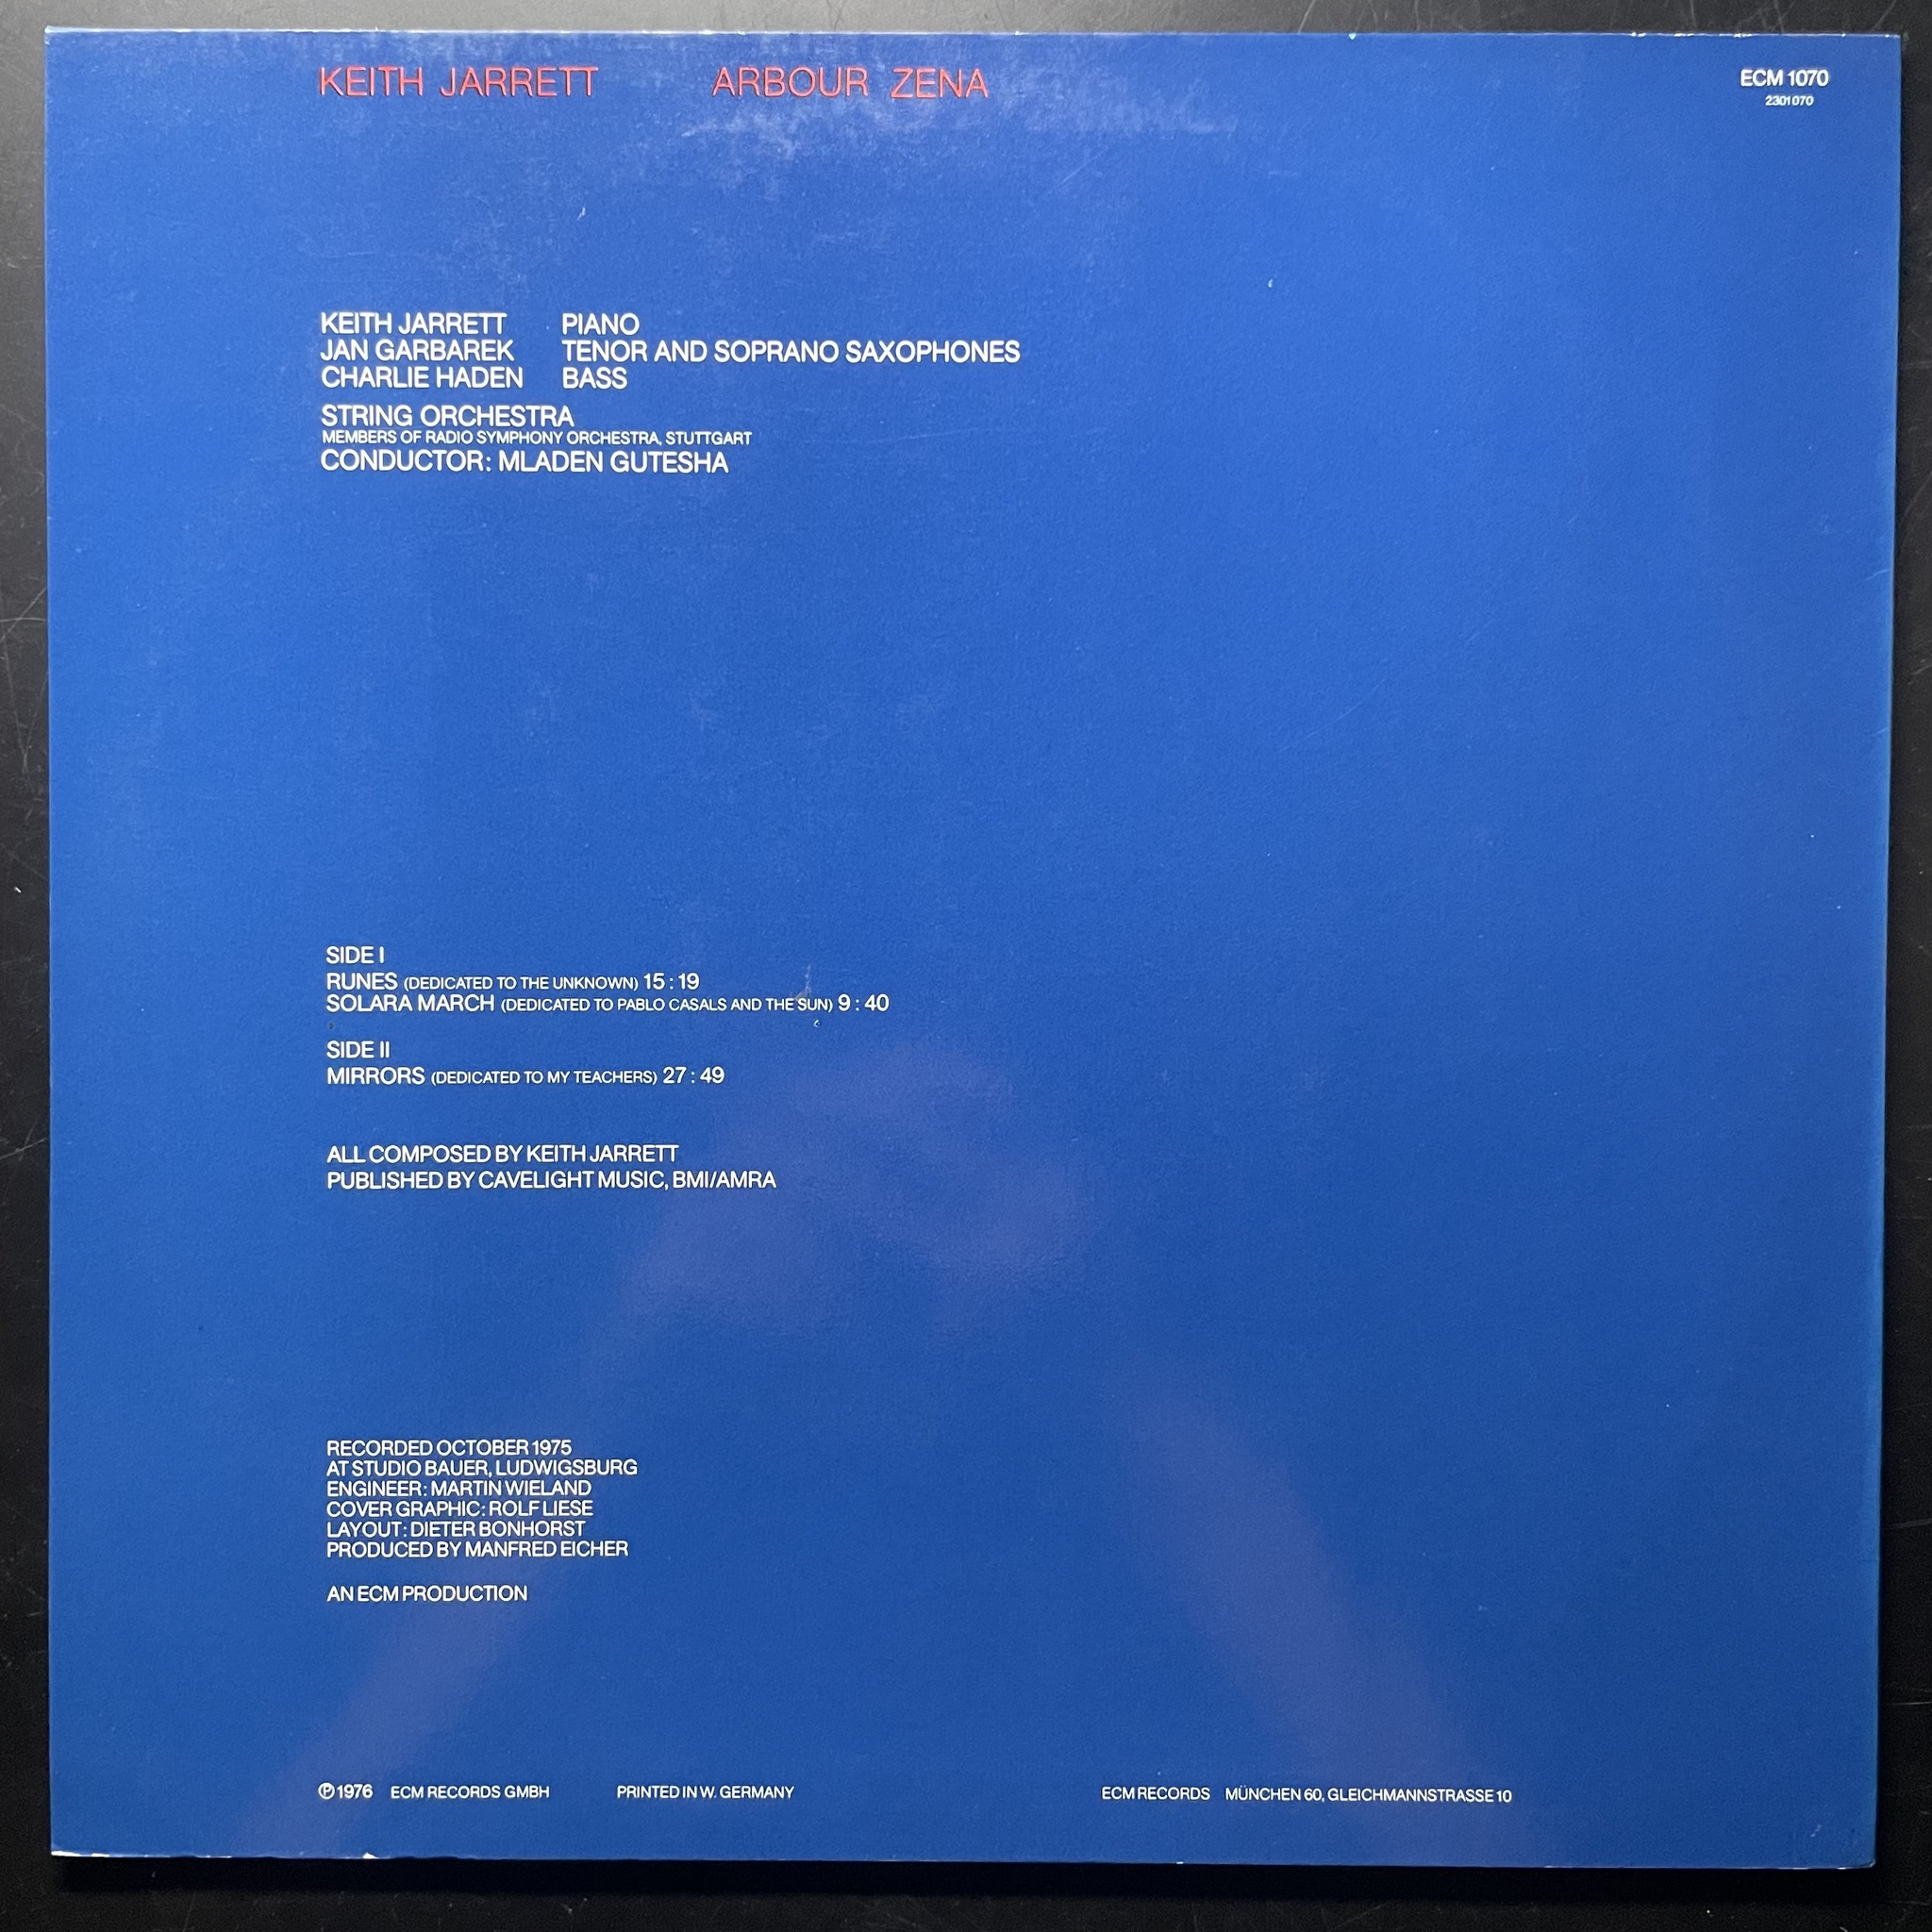 KEITH JARRETT ARBOUR ZENA
ECM 1070
2301 070
KEITH JARRETT PIANO
JAN GARBAREK TENOR AND SOPRANO SAXOPHONES
CHARLIE HADEN BASS
STRING ORCHESTRA
MEMBERS OF RADIO SYMPHONY ORCHESTRA, STUTTGART
CONDUCTOR: MLADEN GUTESHA
SIDE I
RUNES (DEDICATED TO THE UNKNOWN) 15 : 19
SOLARA MARCH (DEDICATED TO PABLO CASALS AND THE SUN) 9 : 40
SIDE II
MIRRORS (DEDICATED TO MY TEACHERS) 27 : 49
ALL COMPOSED BY KEITH JARRETT
PUBLISHED BY CAVELIGHT MUSIC, BMI/AMRA
RECORDED OCTOBER 1975
AT STUDIO BAUER, LUDWIGSBURG
ENGINEER: MARTIN WIELAND
COVER GRAPHIC: ROLF LIESE
LAYOUT: DIETER BONHORST
PRODUCED BY MANFRED EICHER
AN ECM PRODUCTION
℗ 1976 ECM RECORDS GMBH PRINTED IN W. GERMANY ECM RECORDS MÜNCHEN 60, GLEICHMANNSTRASSE 10